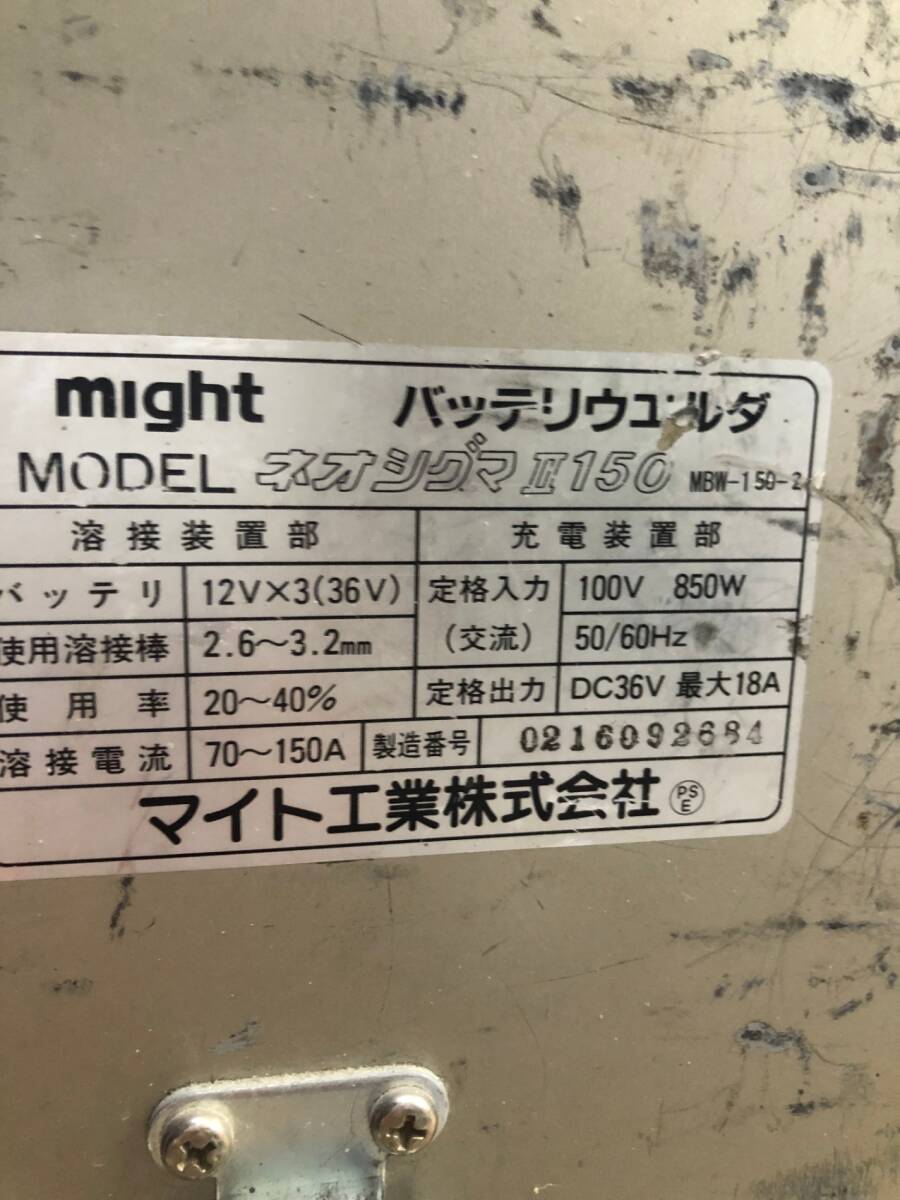 might バッテリウェルダ
MODEL ネオシグマⅡ150 MBW-150-2
溶接装置部 充電装置部
バッテリ 12V×3(36V) 定格入力 100V 850W
使用溶接棒 2.6～3.2mm (交流) 50/60Hz
使用率 20～40% 定格出力 DC36V 最大18A
溶接電流 70～150A 製造番号 0216092684
マイト工業株式会社 PSE